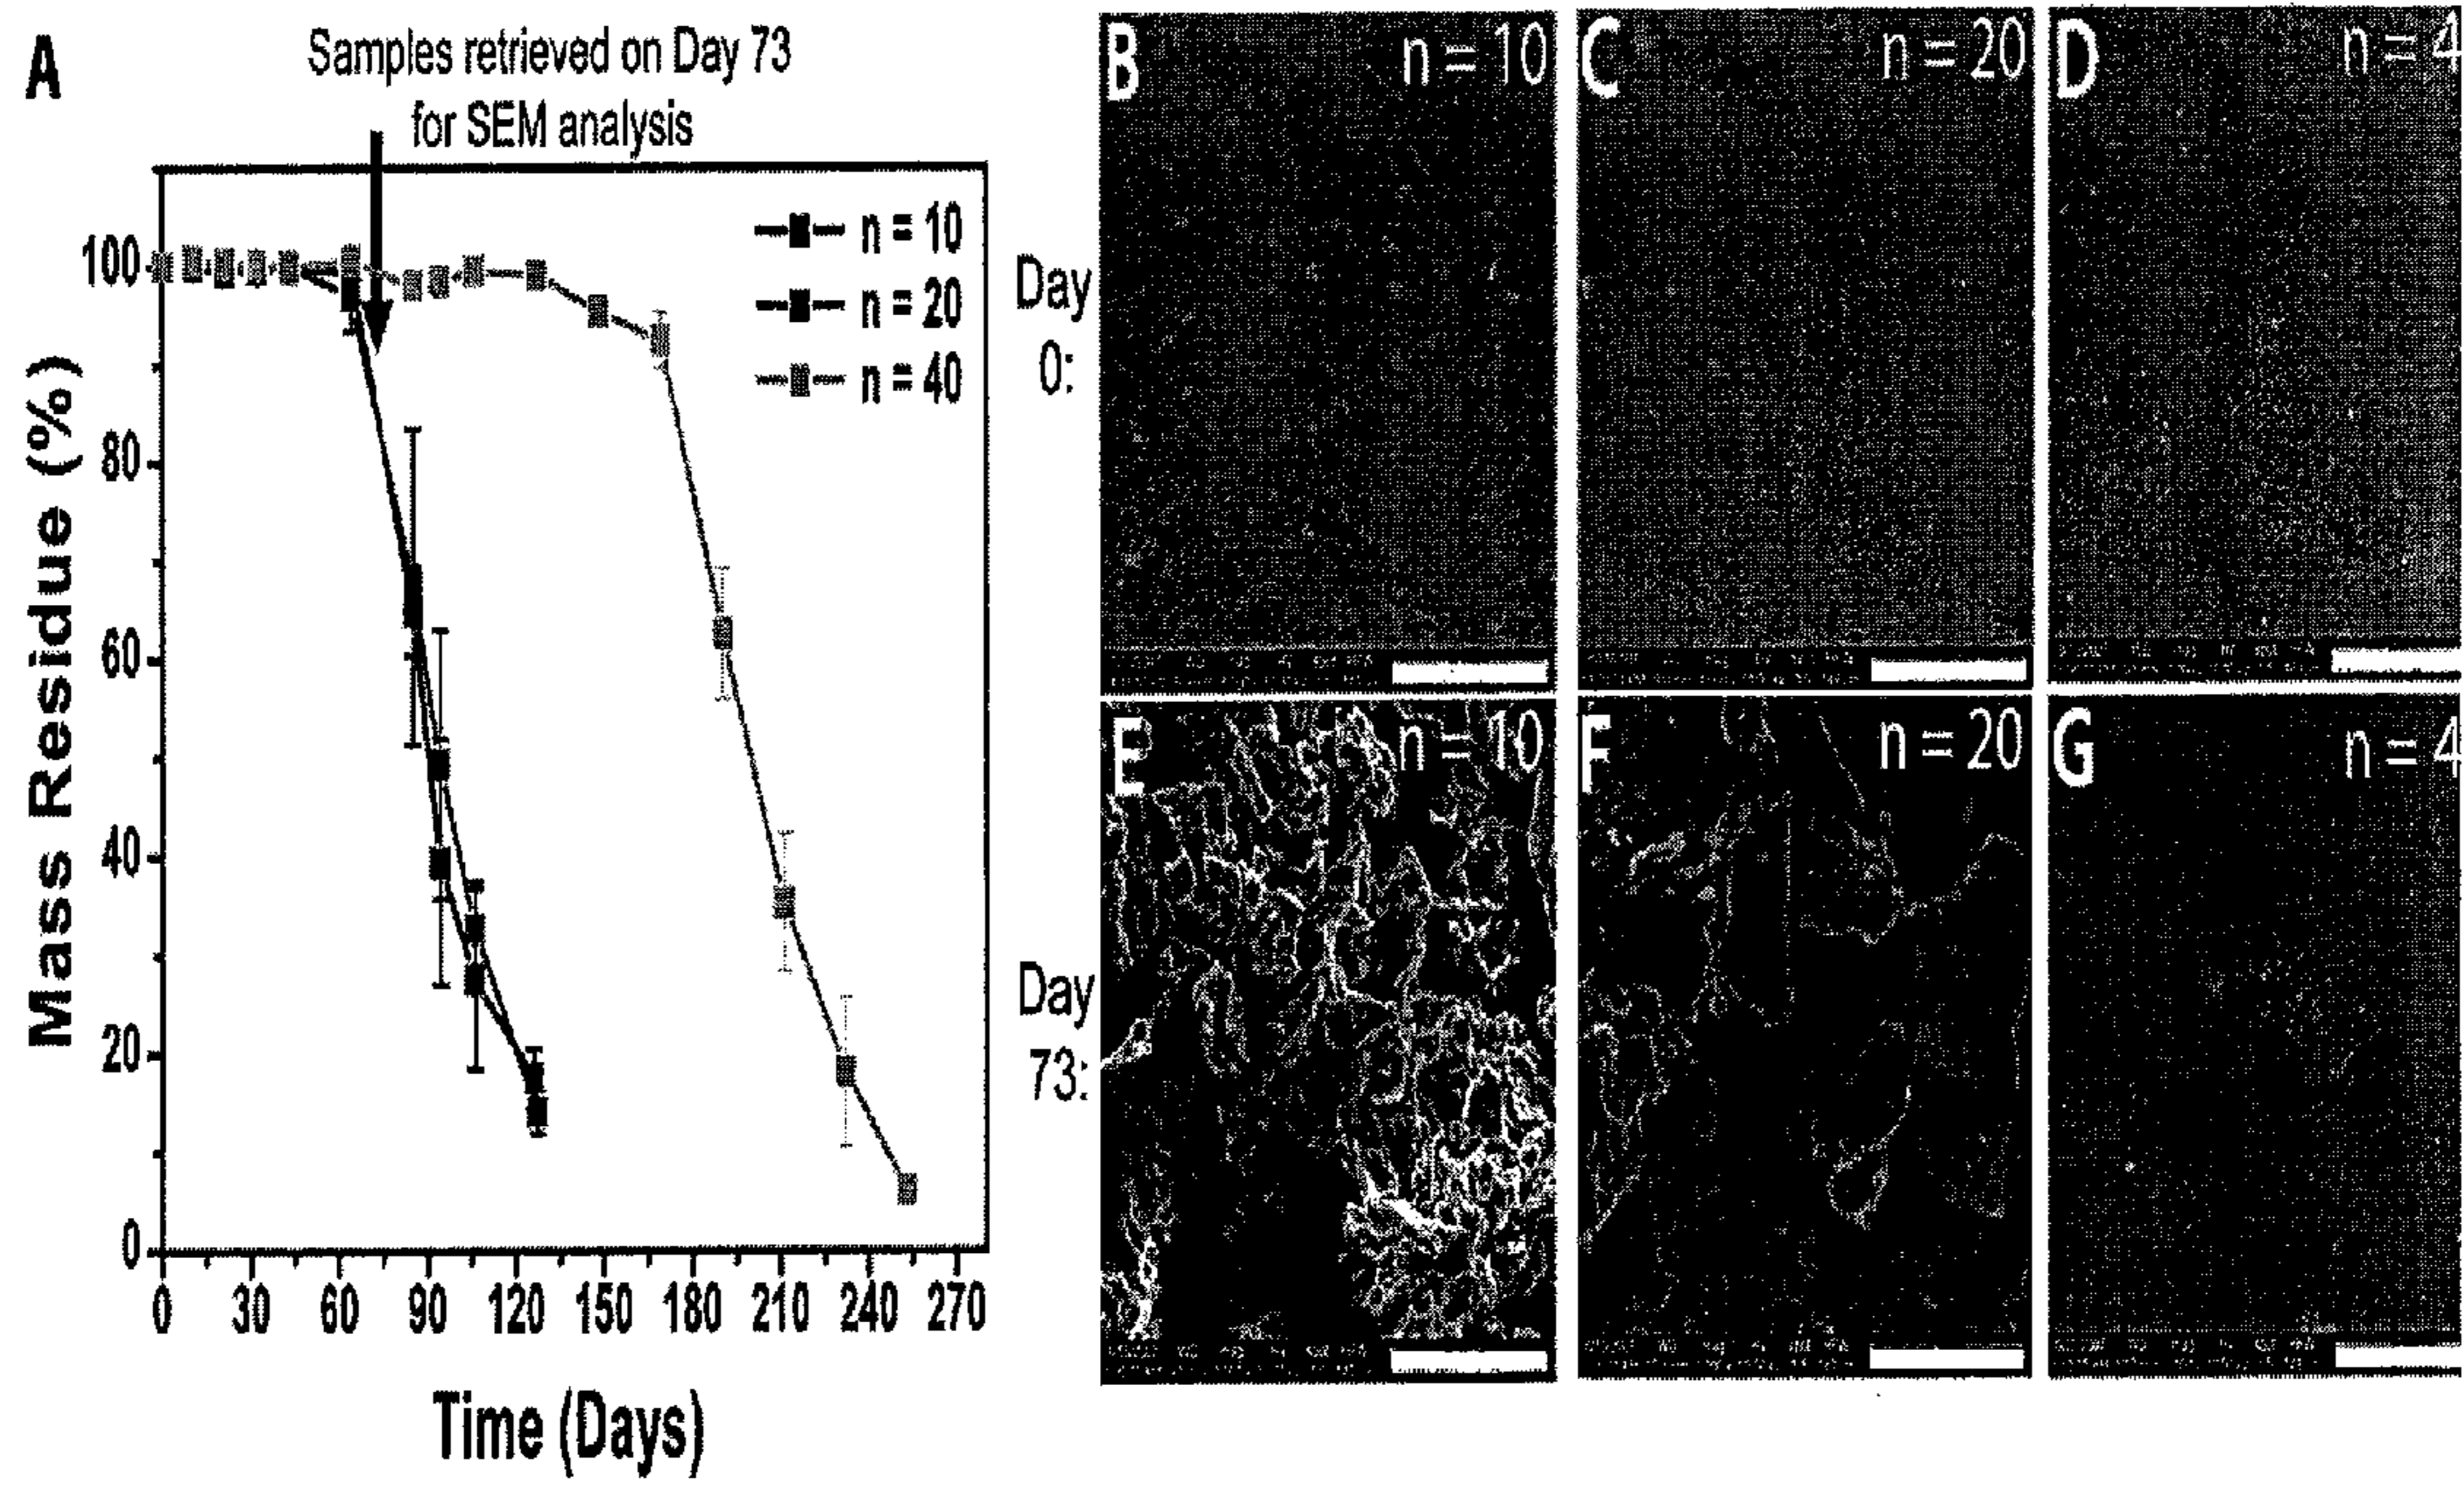 A
Samples retrieved on Day 73
for SEM analysis
n = 10
n = 20
n = 40
100
80
60
40
20
0
Mass Residue (%)
0 30 60 90 120 150 180 210 240 270
Time (Days)
Day
0:
B n = 10
C n = 20
D n = 4
Day
73:
E n = 10
F n = 20
G n = 4